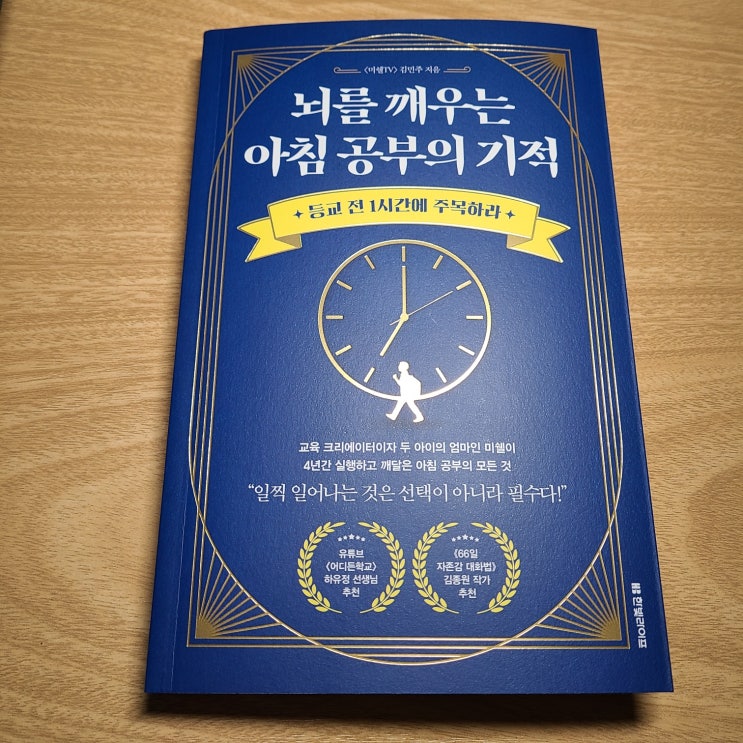 〈미쉘TV〉 김민주 지음
뇌를 깨우는
아침 공부의 기적
등교 전 1시간에 주목하라
교육 크리에이터이자 두 아이의 엄마인 미쉘이
4년간 실행하고 깨달은 아침 공부의 모든 것
“일찍 일어나는 것은 선택이 아니라 필수다!”
유튜브
〈어디든학교〉
하유정 선생님
추천
《66일
자존감 대화법》
김종원 작가
추천
HB 한빛라이프